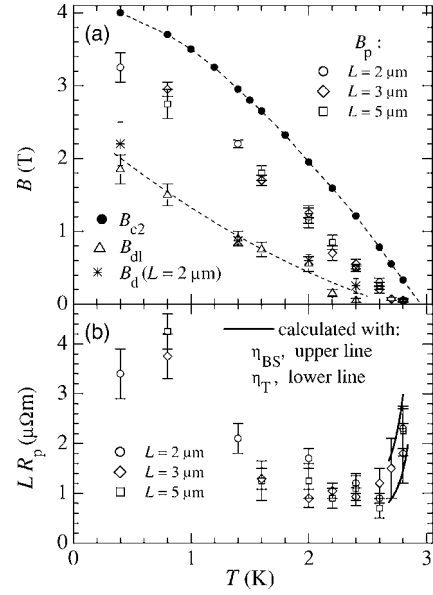 (a)
B_p :
L = 2 μm
L = 3 μm
L = 5 μm
B (T)
4
3
2
1
0
B_c2
B_dl
B_d (L = 2 μm)
(b)
calculated with:
η_BS, upper line
η_T, lower line
L R_p (μΩm)
4
3
2
1
0
L = 2 μm
L = 3 μm
L = 5 μm
0 1 2 3
T (K)